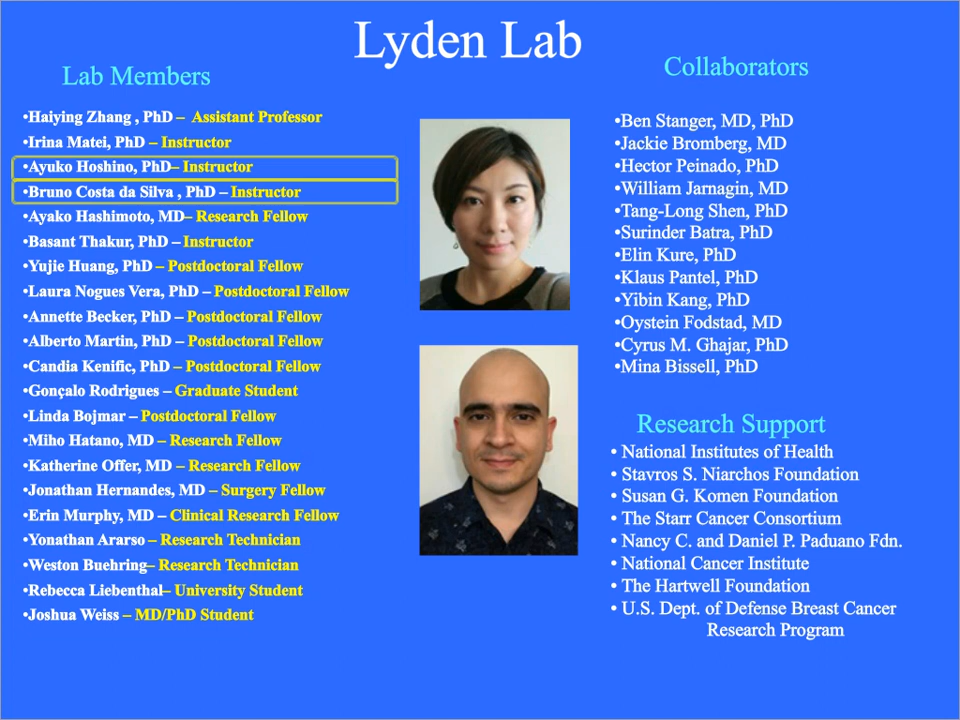 Lyden Lab
Lab Members
•Haiying Zhang , PhD – Assistant Professor
•Irina Matei, PhD – Instructor
•Ayuko Hoshino, PhD– Instructor
•Bruno Costa da Silva , PhD – Instructor
•Ayako Hashimoto, MD– Research Fellow
•Basant Thakur, PhD – Instructor
•Yujie Huang, PhD – Postdoctoral Fellow
•Laura Nogues Vera, PhD – Postdoctoral Fellow
•Annette Becker, PhD – Postdoctoral Fellow
•Alberto Martin, PhD – Postdoctoral Fellow
•Candia Kenific, PhD – Postdoctoral Fellow
•Gonçalo Rodrigues – Graduate Student
•Linda Bojmar – Postdoctoral Fellow
•Miho Hatano, MD – Research Fellow
•Katherine Offer, MD – Research Fellow
•Jonathan Hernandes, MD – Surgery Fellow
•Erin Murphy, MD – Clinical Research Fellow
•Yonathan Ararso – Research Technician
•Weston Buehring– Research Technician
•Rebecca Liebenthal– University Student
•Joshua Weiss – MD/PhD Student
Collaborators
•Ben Stanger, MD, PhD
•Jackie Bromberg, MD
•Hector Peinado, PhD
•William Jarnagin, MD
•Tang-Long Shen, PhD
•Surinder Batra, PhD
•Elin Kure, PhD
•Klaus Pantel, PhD
•Yibin Kang, PhD
•Oystein Fodstad, MD
•Cyrus M. Ghajar, PhD
•Mina Bissell, PhD
Research Support
• National Institutes of Health
• Stavros S. Niarchos Foundation
• Susan G. Komen Foundation
• The Starr Cancer Consortium
• Nancy C. and Daniel P. Paduano Fdn.
• National Cancer Institute
• The Hartwell Foundation
• U.S. Dept. of Defense Breast Cancer
Research Program